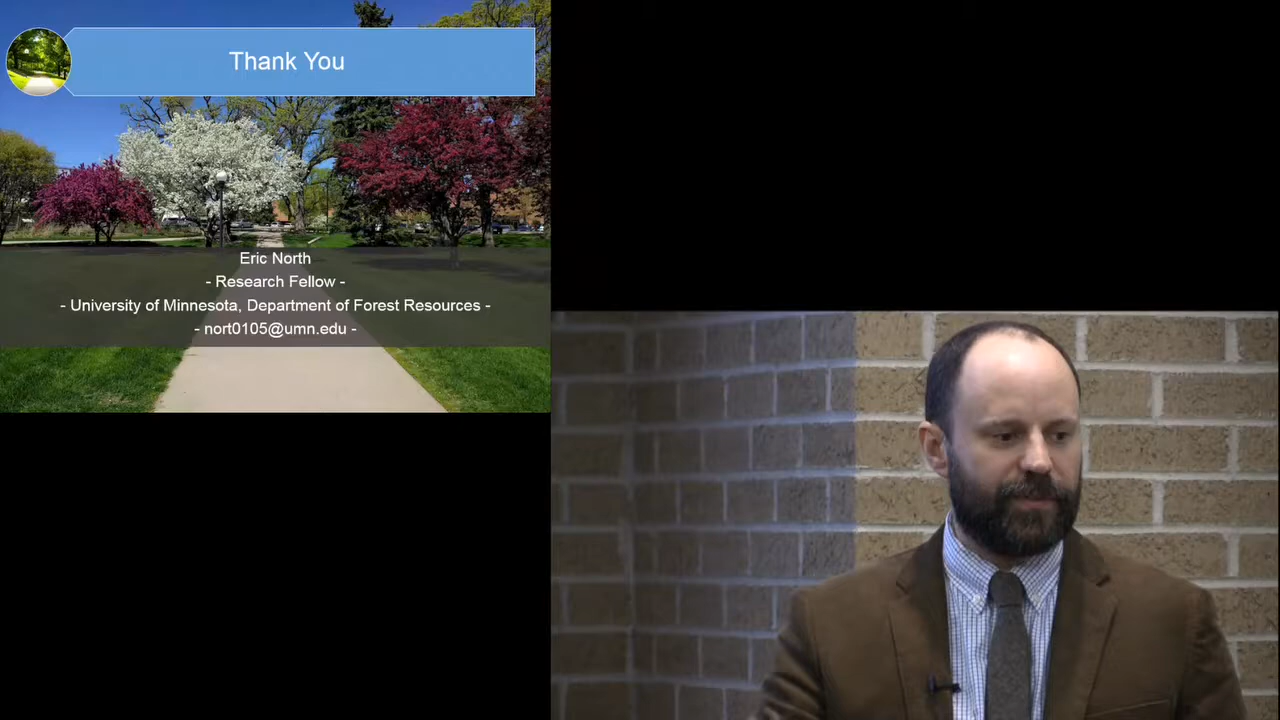 Thank You
Eric North
- Research Fellow -
- University of Minnesota, Department of Forest Resources -
- nort0105@umn.edu -